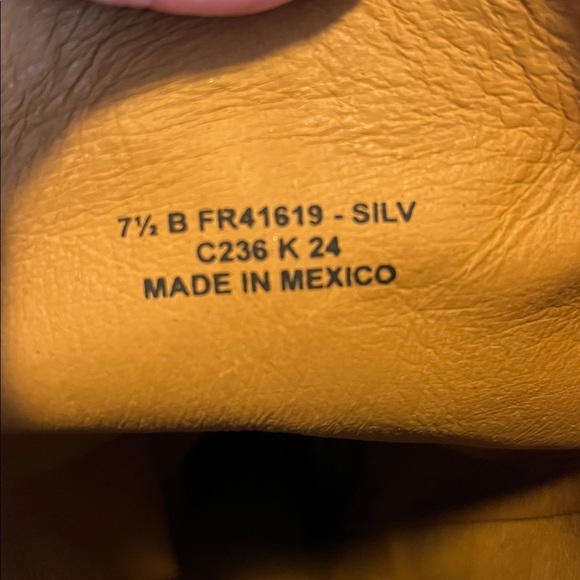 7½ B FR41619 - SILV
C236 K 24
MADE IN MEXICO